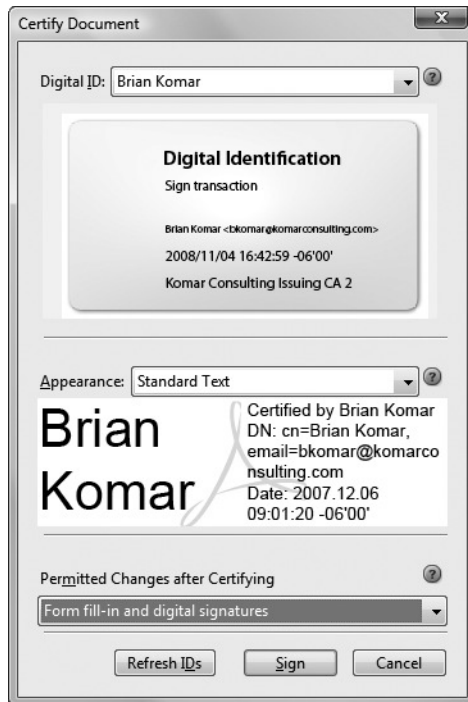 Certify Document
Digital ID: Brian Komar
Digital Identification
Sign transaction
Brian Komar <bkomar@komarconsulting.com>
2008/11/04 16:42:59 -06'00'
Komar Consulting Issuing CA 2
Appearance: Standard Text
Brian
Komar
Certified by Brian Komar
DN: cn=Brian Komar,
email=bkomar@komarco
nsulting.com
Date: 2007.12.06
09:01:20 -06'00'
Permitted Changes after Certifying
Form fill-in and digital signatures
Refresh IDs Sign Cancel